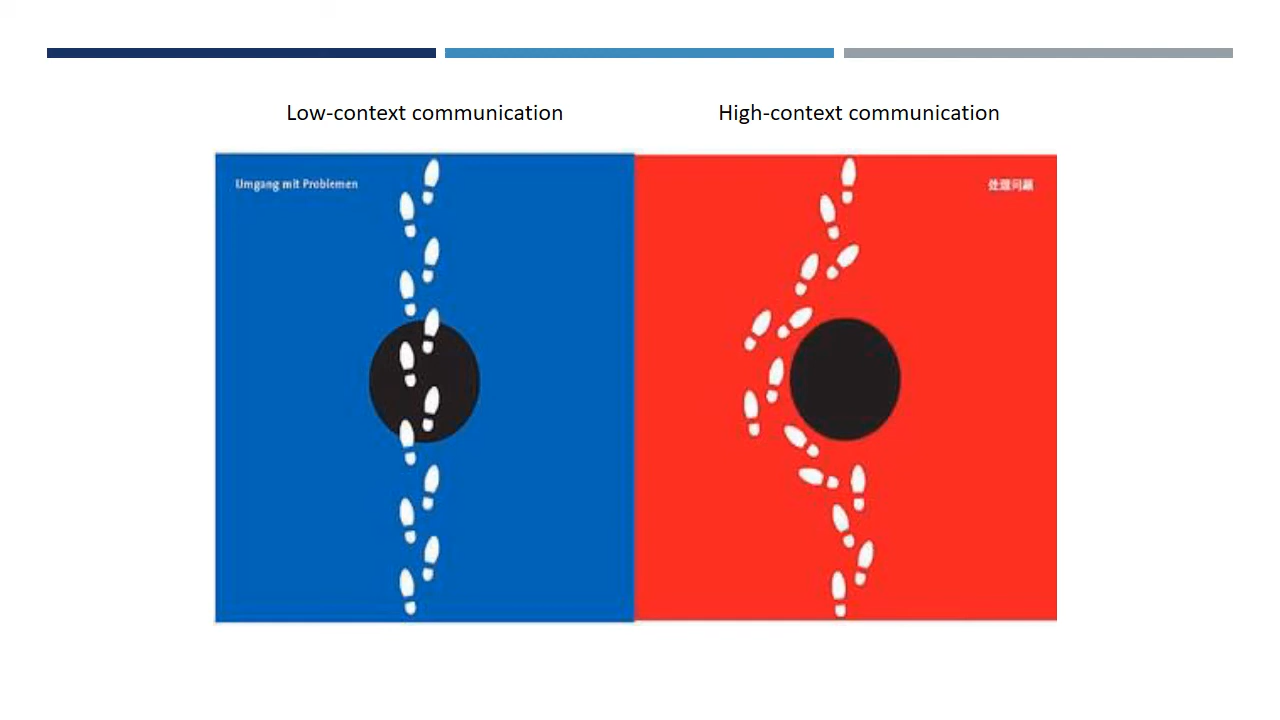 Low-context communication
High-context communication
Umgang mit Problemen
处理问题